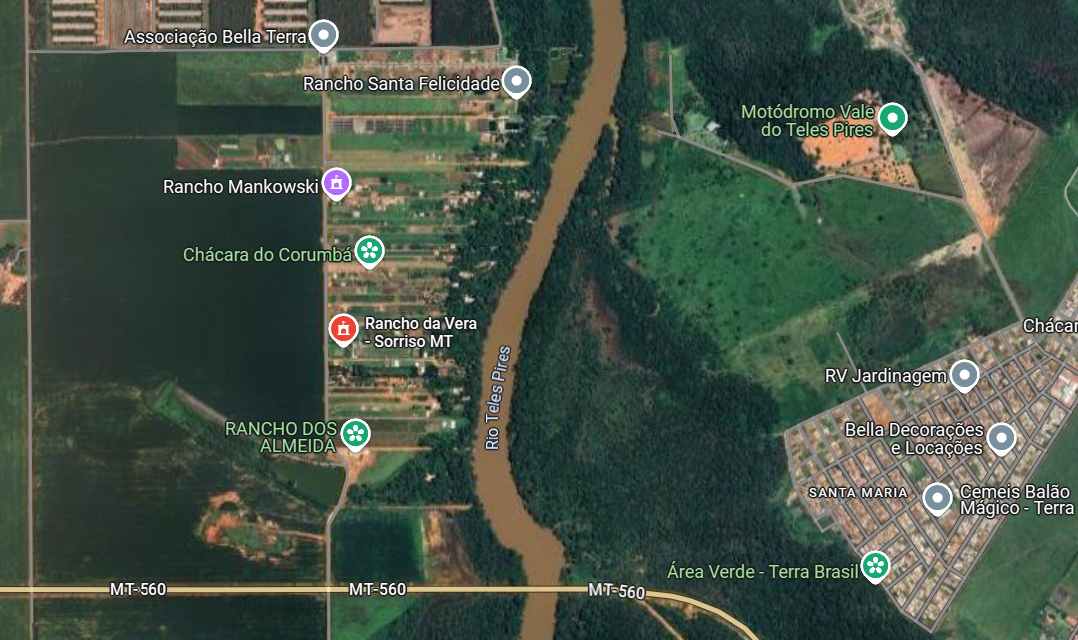 Associação Bella Terra
Rancho Santa Felicidade
Motódromo Vale
do Teles Pires
Rancho Mankowski
Chácara do Corumbá
Rancho da Vera
- Sorriso MT
Chácar
Rio Teles Pires
RV Jardinagem
RANCHO DOS
ALMEIDA
Bella Decorações
e Locações
SANTA MARIA
Cemeis Balão
Mágico - Terra
Área Verde - Terra Brasil
MT-560
MT-560
MT-560